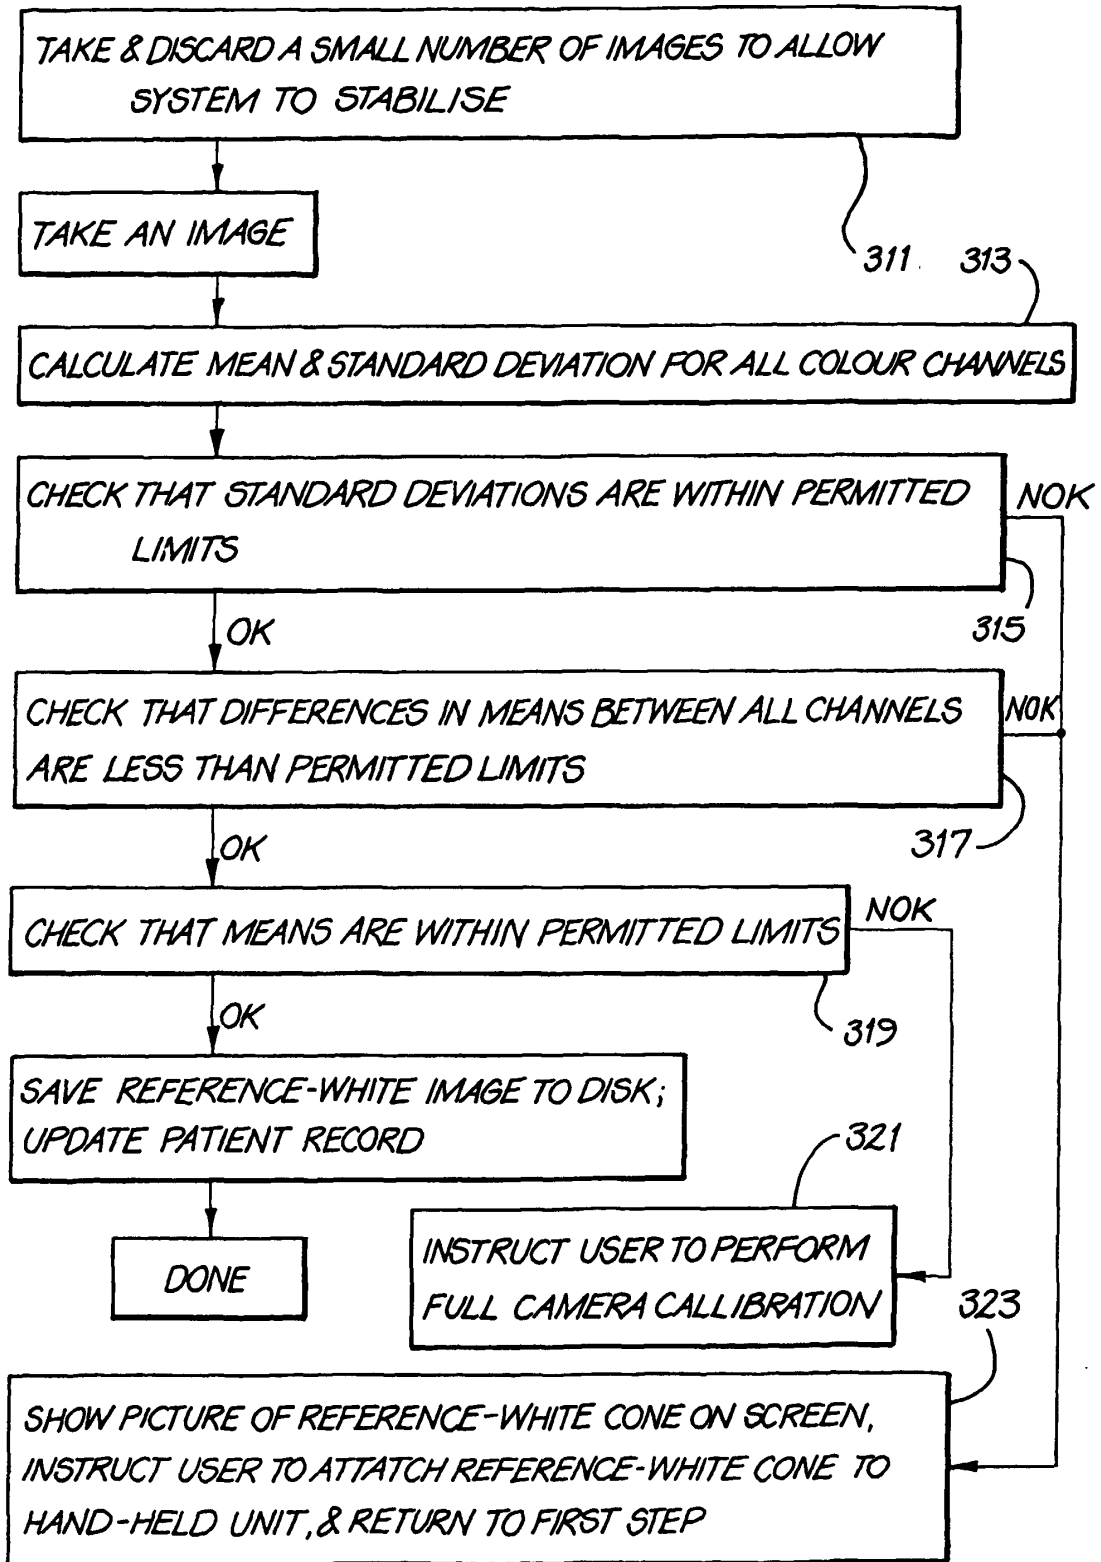 TAKE & DISCARD A SMALL NUMBER OF IMAGES TO ALLOW
SYSTEM TO STABILISE
311
TAKE AN IMAGE
313
CALCULATE MEAN & STANDARD DEVIATION FOR ALL COLOUR CHANNELS
CHECK THAT STANDARD DEVIATIONS ARE WITHIN PERMITTED
LIMITS
NOK
315
OK
CHECK THAT DIFFERENCES IN MEANS BETWEEN ALL CHANNELS
ARE LESS THAN PERMITTED LIMITS
NOK
317
OK
CHECK THAT MEANS ARE WITHIN PERMITTED LIMITS
NOK
319
OK
SAVE REFERENCE-WHITE IMAGE TO DISK;
UPDATE PATIENT RECORD
DONE
321
INSTRUCT USER TO PERFORM
FULL CAMERA CALLIBRATION
323
SHOW PICTURE OF REFERENCE-WHITE CONE ON SCREEN,
INSTRUCT USER TO ATTATCH REFERENCE-WHITE CONE TO
HAND-HELD UNIT, & RETURN TO FIRST STEP